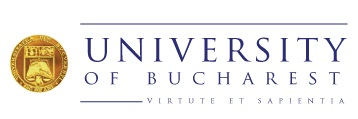 UNIVERSITY
OF BUCHAREST
VIRTUTE ET SAPIENTIA